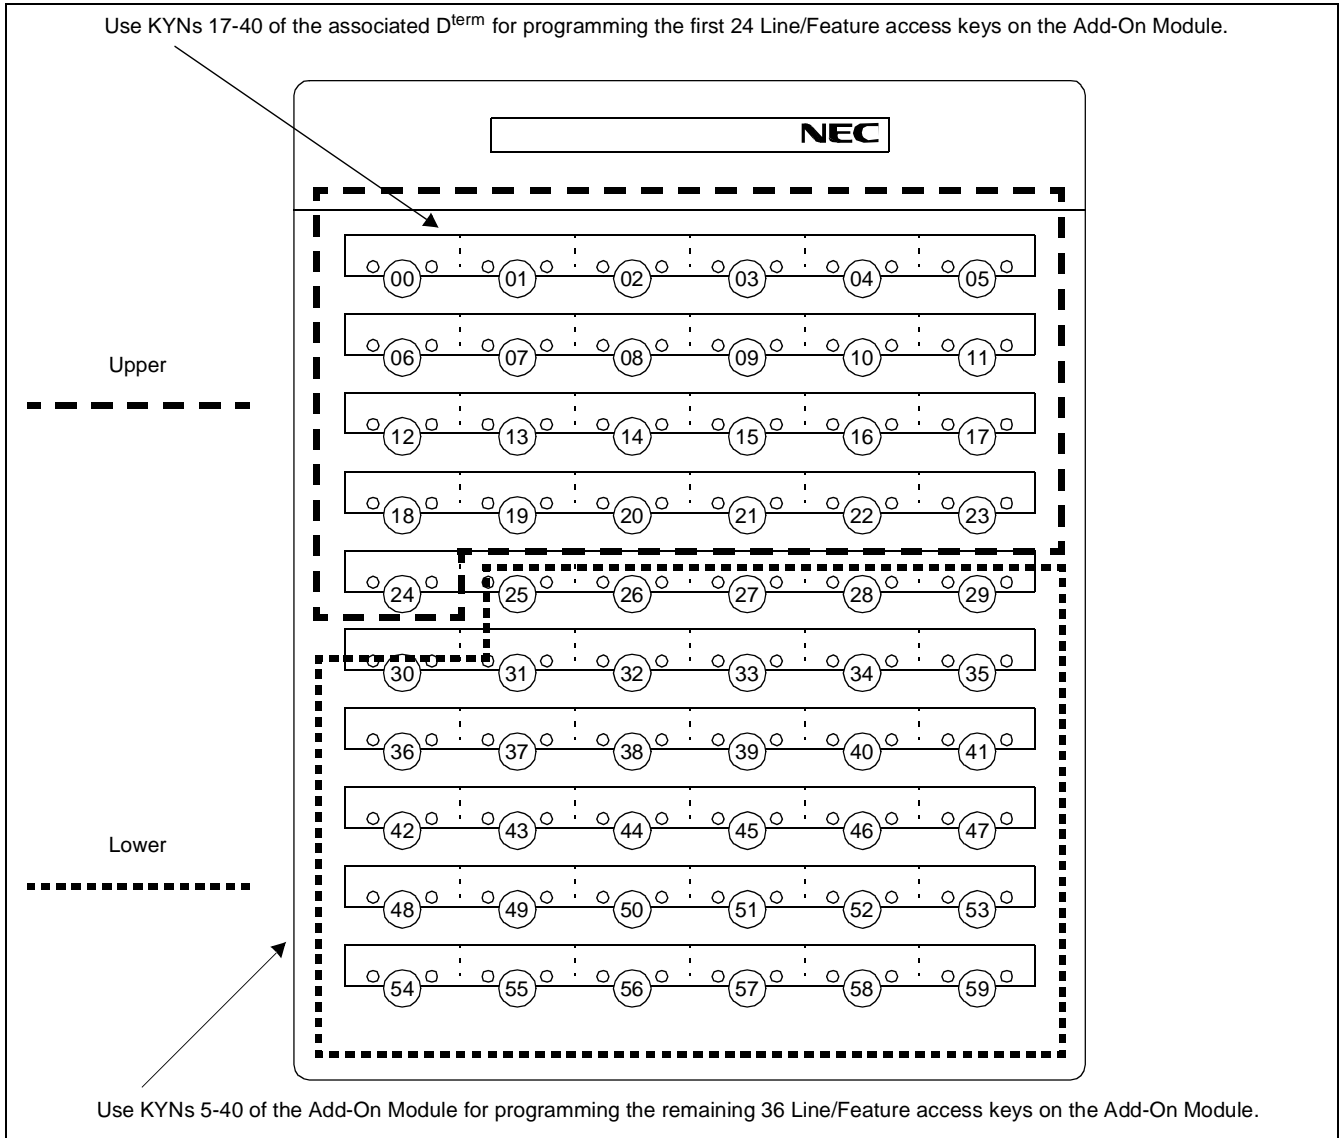 Use KYNs 17-40 of the associated Dterm for programming the first 24 Line/Feature access keys on the Add-On Module.
NEC
00 01 02 03 04 05
06 07 08 09 10 11
Upper
12 13 14 15 16 17
18 19 20 21 22 23
24 25 26 27 28 29
30 31 32 33 34 35
36 37 38 39 40 41
42 43 44 45 46 47
Lower
48 49 50 51 52 53
54 55 56 57 58 59
Use KYNs 5-40 of the Add-On Module for programming the remaining 36 Line/Feature access keys on the Add-On Module.